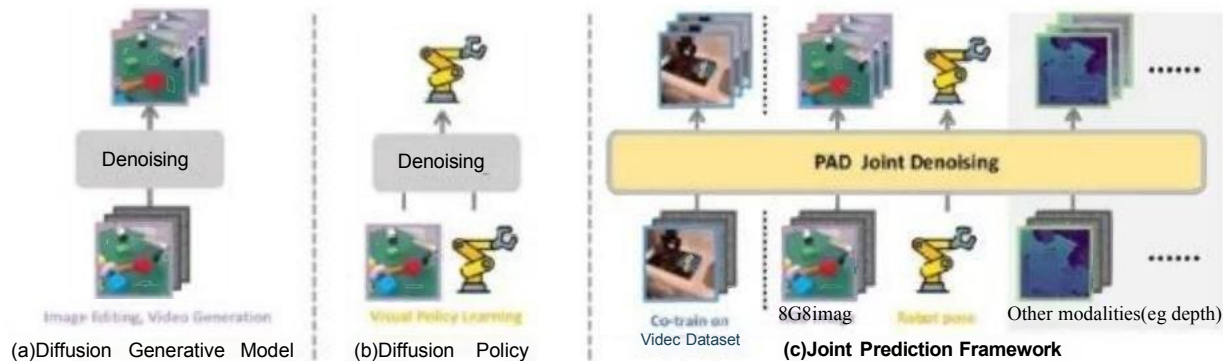 Denoising
Denoising
PAD Joint Denoising
Image Editing, Video Generation
Visual Policy Learning
Co-train on
Videc Dataset
8G8imag
Robot pose
Other modalities(eg depth)
(a)Diffusion Generative Model
(b)Diffusion Policy
(c)Joint Prediction Framework